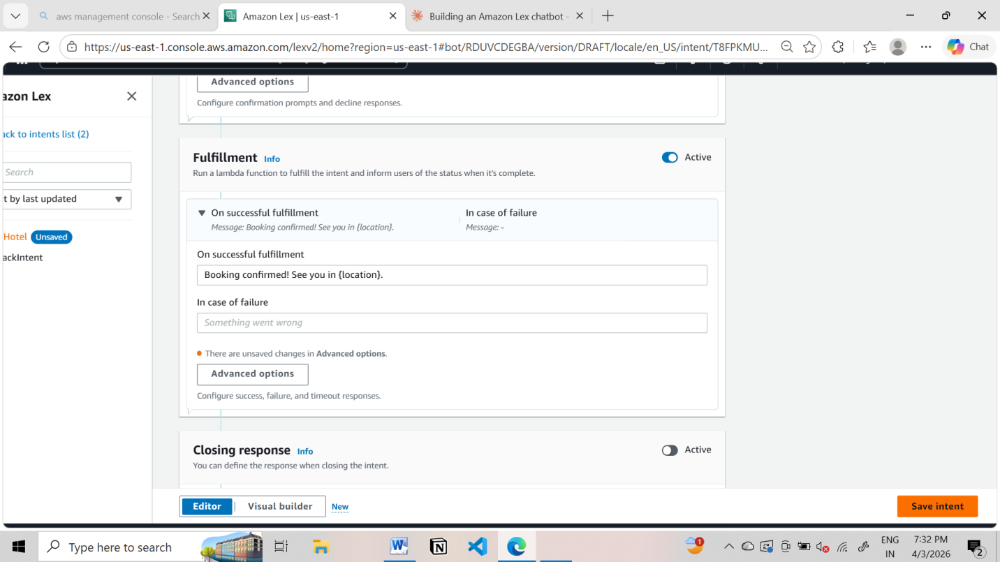 aws management console - Search
Amazon Lex | us-east-1
Building an Amazon Lex chatbot -
https://us-east-1.console.aws.amazon.com/lexv2/home?region=us-east-1#bot/RDUVCDEGBA/version/DRAFT/locale/en_US/intent/T8FPKMU...
Chat
azon Lex
ack to intents list (2)
Search
t by last updated
Hotel Unsaved
ackIntent
Advanced options
Configure confirmation prompts and decline responses.
Fulfillment Info
Active
Run a lambda function to fulfill the intent and inform users of the status when it's complete.
On successful fulfillment
Message: Booking confirmed! See you in {location}.
In case of failure
Message: -
On successful fulfillment
Booking confirmed! See you in {location}.
In case of failure
Something went wrong
There are unsaved changes in Advanced options.
Advanced options
Configure success, failure, and timeout responses.
Closing response Info
Active
You can define the response when closing the intent.
Editor
Visual builder
New
Save intent
Type here to search
1
ENG
IN
7:32 PM
4/3/2026
2